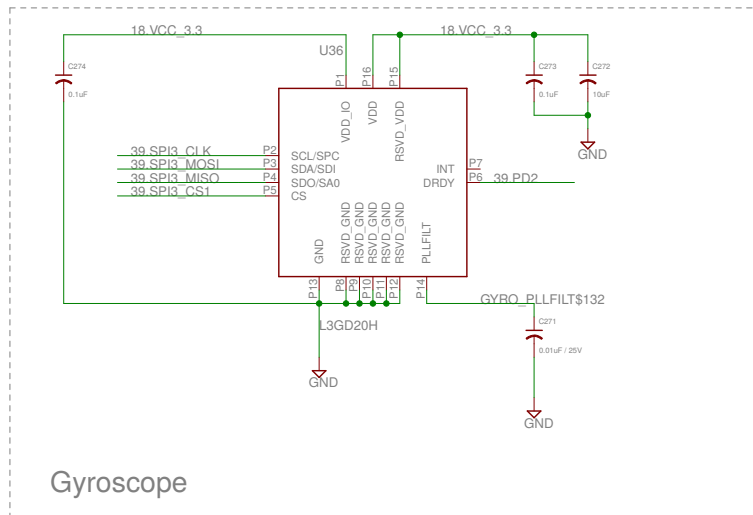 18.VCC_3.3
18.VCC_3.3
U36
C274
0.1uF
C273
0.1uF
C272
10uF
P1
P16
P15
VDD_IO
VDD
RSVD_VDD
GND
39.SPI3_CLK
P2
SCL/SPC
39.SPI3_MOSI
P3
SDA/SDI
39.SPI3_MISO
P4
SDO/SA0
39.SPI3_CS1
P5
CS
INT
P7
DRDY
P6
39.PD2
GND
RSVD_GND
RSVD_GND
RSVD_GND
RSVD_GND
RSVD_GND
PLLFILT
P13
P8
P9
P10
P11
P12
P14
GYRO_PLLFILT$132
L3GD20H
C271
0.01uF / 25V
GND
GND
Gyroscope